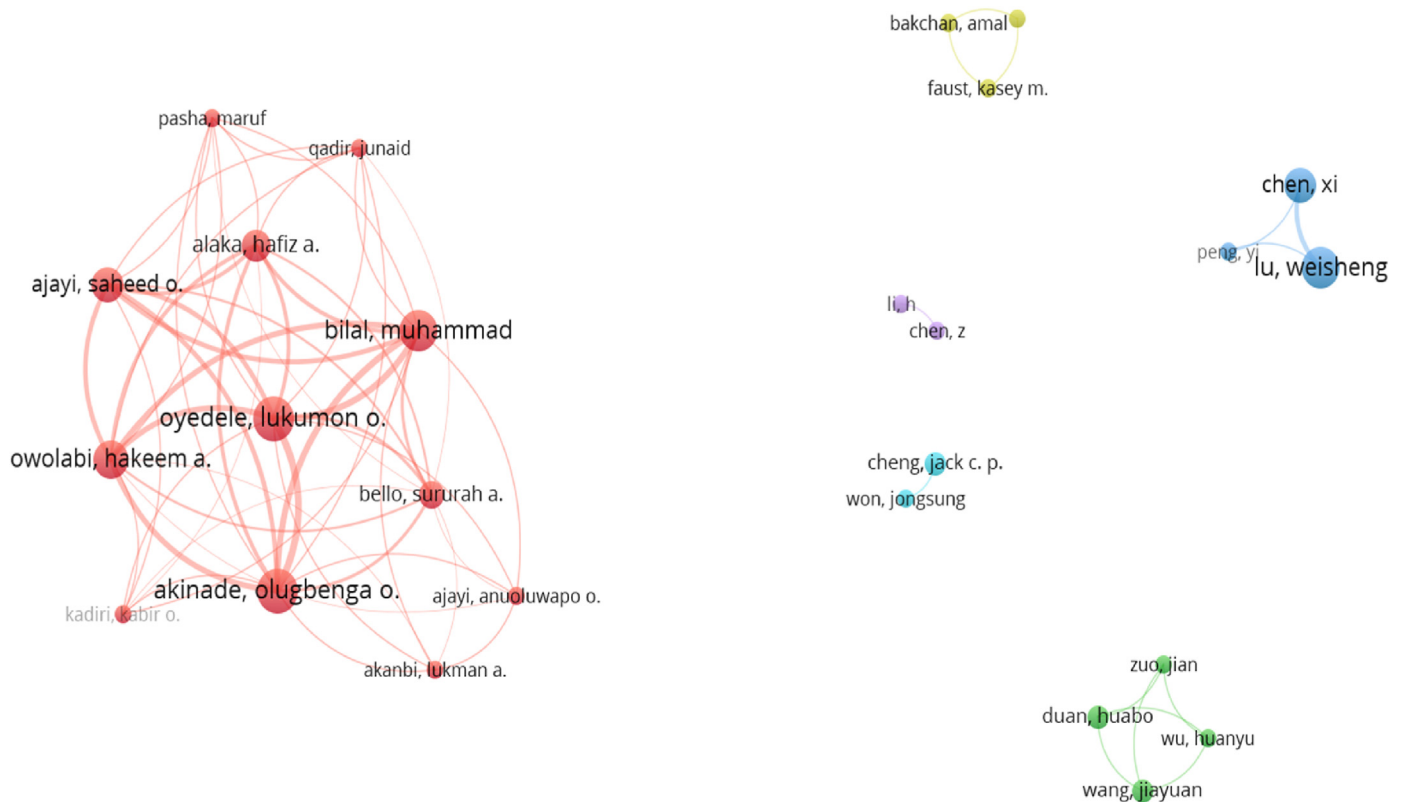 bakchan, amal
faust, kasey m.
pasha, maruf
qadir, junaid
chen, xi
alaka, hafiz a.
peng, yi
lu, weisheng
ajayi, saheed o.
li, h
bilal, muhammad
chen, z
oyedele, lukumon o.
owolabi, hakeem a.
cheng, jack c. p.
bello, sururah a.
won, jongsung
akinade, olugbenga o.
ajayi, anuoluwapo o.
kadiri, kabir o.
akanbi, lukman a.
zuo, jian
duan, huabo
wu, huanyu
wang, jiayuan